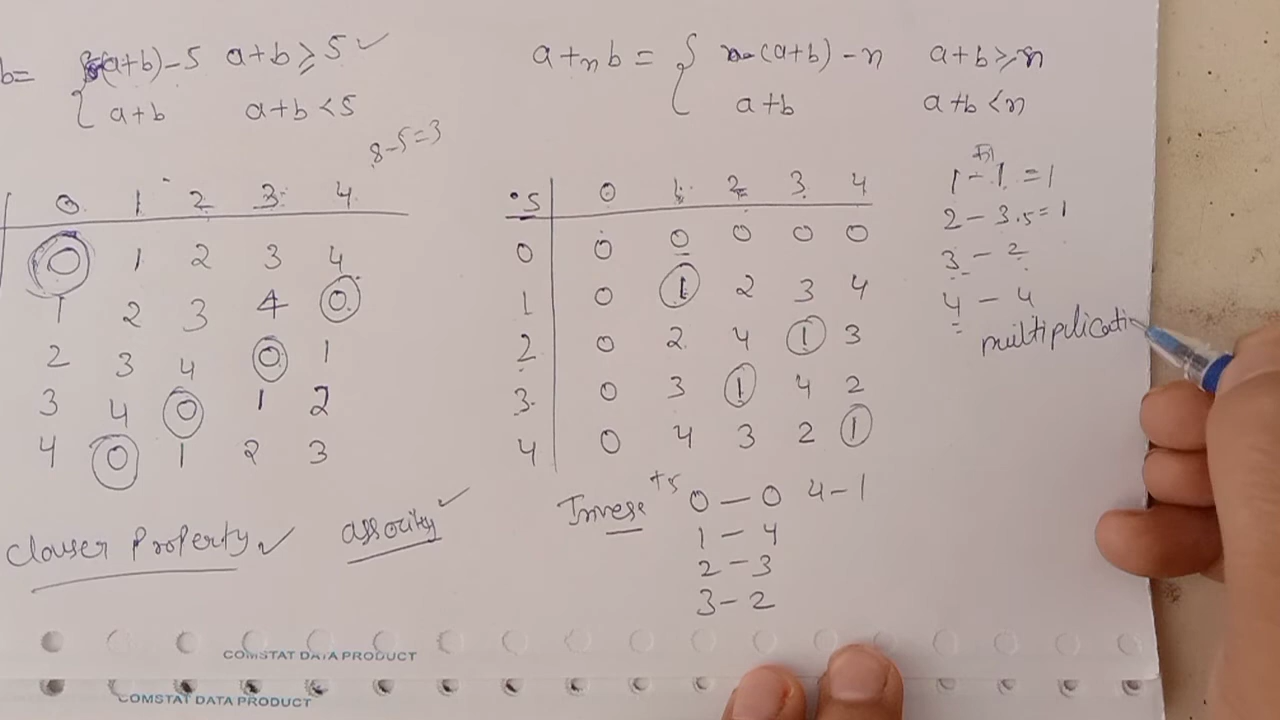 b= { (a+b)-5 a+b ≥ 5 ✓
a+b a+b < 5
8-5=3
a +ₙ b = { (a+b) - n a+b ≥ n
a+b a+b < n
0 1 2 3 4
0 1 2 3 4
1 2 3 4 0
2 3 4 0 1
3 4 0 1 2
4 0 1 2 3
•5 0 1 2 3 4
0 0 0 0 0 0
1 0 1 2 3 4
2 0 2 4 1 3
3 0 3 1 4 2
4 0 4 3 2 1
1 - 1 = 1
2 - 3 .5 = 1
3 - 2
4 - 4
multiplicati
Clouser Property ✓ associty ✓
Invese +5 0 - 0 4 - 1
1 - 4
2 - 3
3 - 2
COMSTAT DATA PRODUCT
COMSTAT DATA PRODUCT